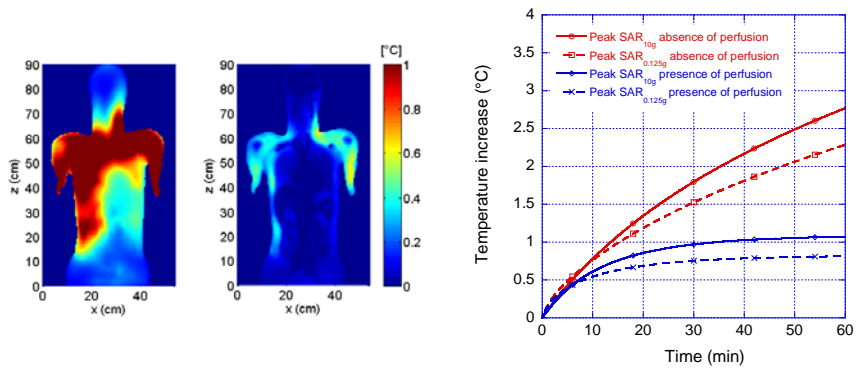 [°C]
90
80
70
60
50
40
30
20
10
0
z (cm)
0 20 40
x (cm)
90
80
70
60
50
40
30
20
10
0
z (cm)
0 20 40
x (cm)
1
0.8
0.6
0.4
0.2
0
4
3.5
3
2.5
2
1.5
1
0.5
0
Temperature increase (°C)
Peak SAR10g absence of perfusion
Peak SAR0.125g absence of perfusion
Peak SAR10g presence of perfusion
Peak SAR0.125g presence of perfusion
0 10 20 30 40 50 60
Time (min)